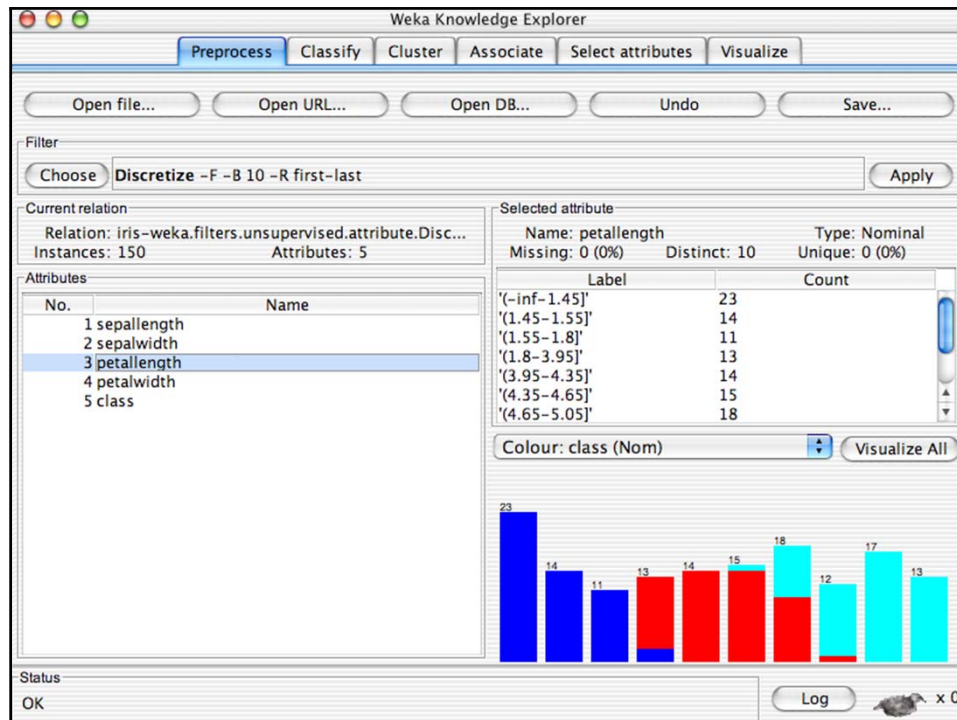 Weka Knowledge Explorer
Preprocess Classify Cluster Associate Select attributes Visualize
Open file... Open URL... Open DB... Undo Save...
Filter
Choose Discretize -F -B 10 -R first-last Apply
Current relation
Relation: iris-weka.filters.unsupervised.attribute.Disc...
Instances: 150 Attributes: 5
Attributes
No. Name
1 sepallength
2 sepalwidth
3 petallength
4 petalwidth
5 class
Selected attribute
Name: petallength Type: Nominal
Missing: 0 (0%) Distinct: 10 Unique: 0 (0%)
Label Count
'(-inf-1.45]' 23
'(1.45-1.55]' 14
'(1.55-1.8]' 11
'(1.8-3.95]' 13
'(3.95-4.35]' 14
'(4.35-4.65]' 15
'(4.65-5.05]' 18
Colour: class (Nom) Visualize All
23 14 11 13 14 15 18 12 17 13
Status
OK Log x 0